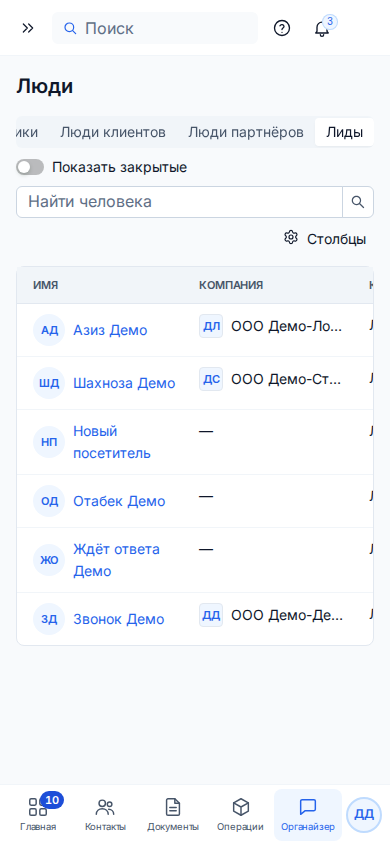 Поиск
3
Люди
ики Люди клиентов Люди партнёров Лиды
Показать закрытые
Найти человека
Столбцы
ИМЯ КОМПАНИЯ
АД Азиз Демо ДЛ ООО Демо-Ло...
ШД Шахноза Демо ДС ООО Демо-Ст...
НП Новый посетитель —
ОД Отабек Демо —
ЖО Ждёт ответа Демо —
ЗД Звонок Демо ДД ООО Демо-Де...
10
Главная Контакты Документы Операции Органайзер ДД